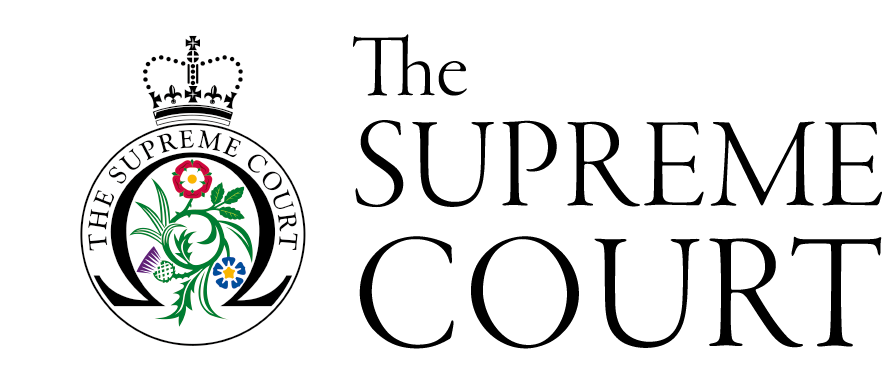 THE SUPREME COURT
The
SUPREME
COURT